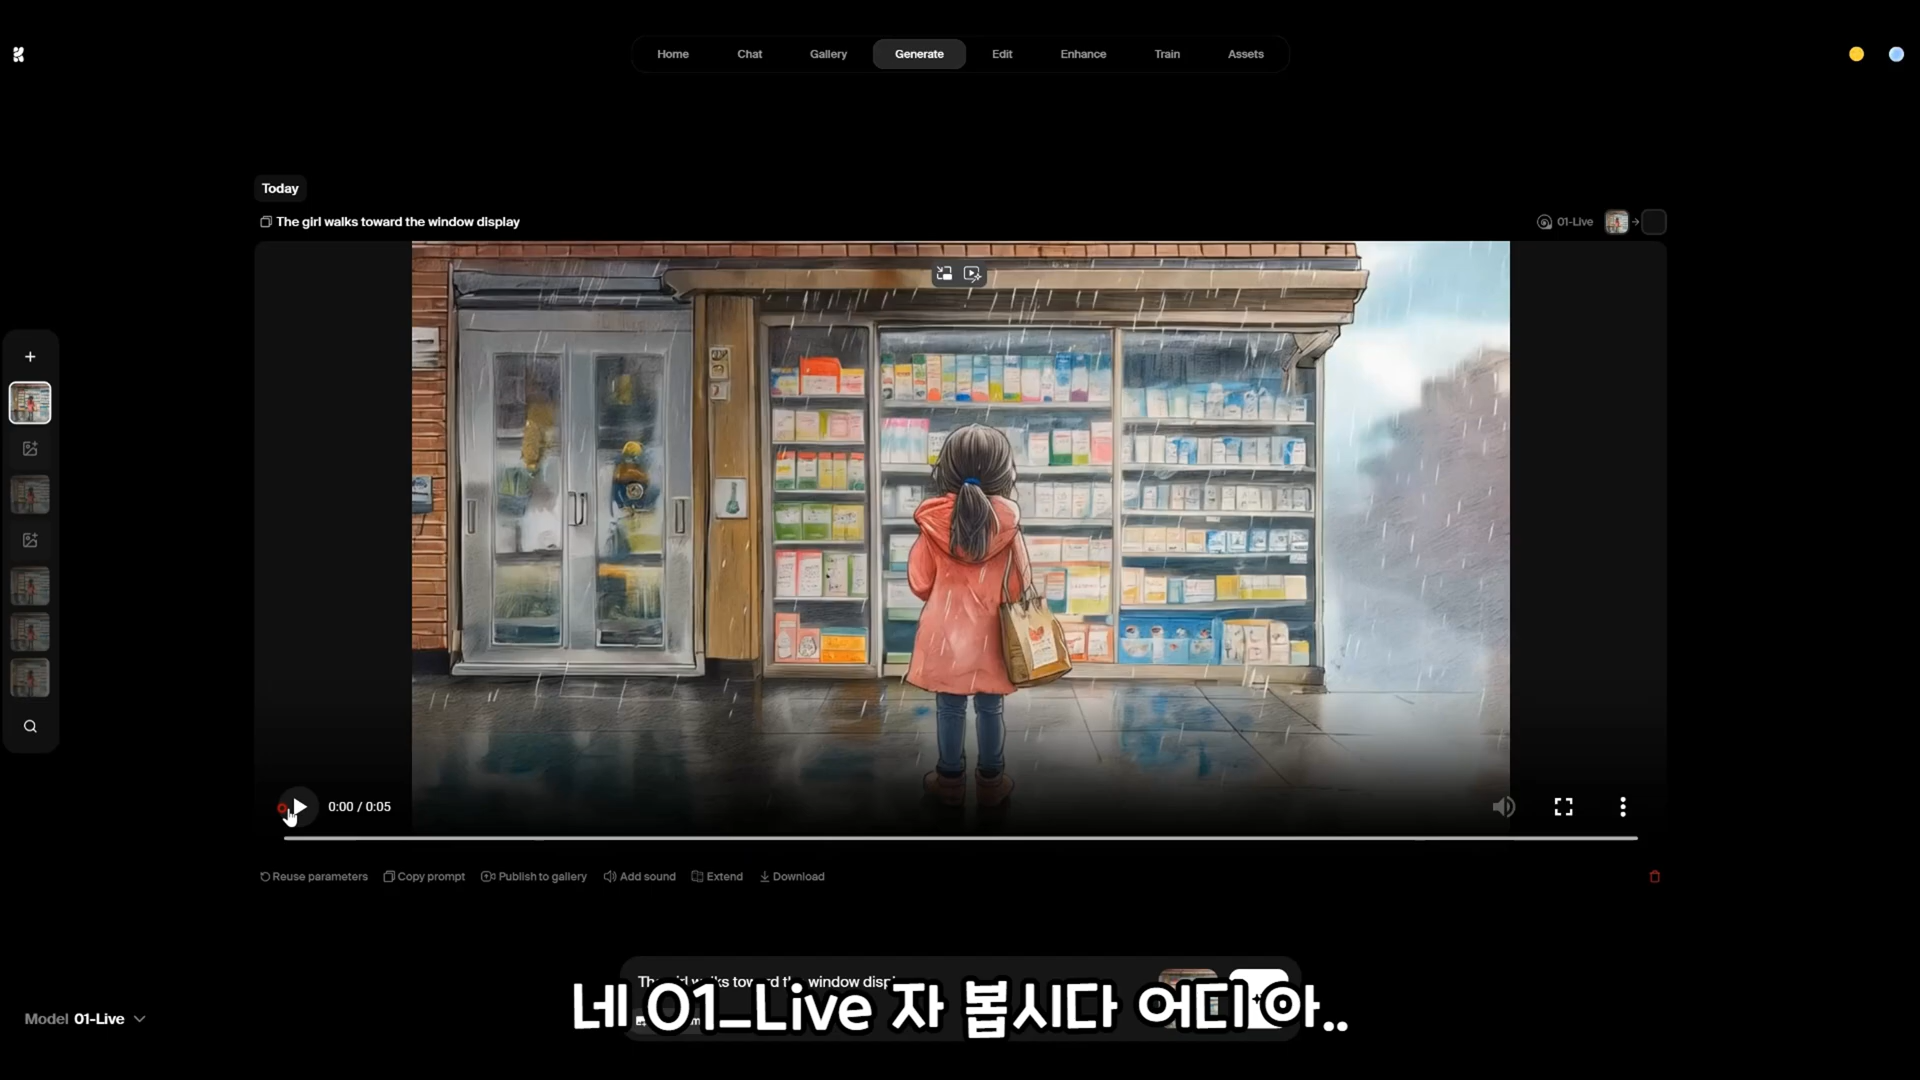 Home Chat Gallery Generate Edit Enhance Train Assets
Today
The girl walks toward the window display
01-Live
0:00 / 0:05
Reuse parameters Copy prompt Publish to gallery Add sound Extend Download
네 01_Live 자 봅시다 어디 아..
Model 01-Live